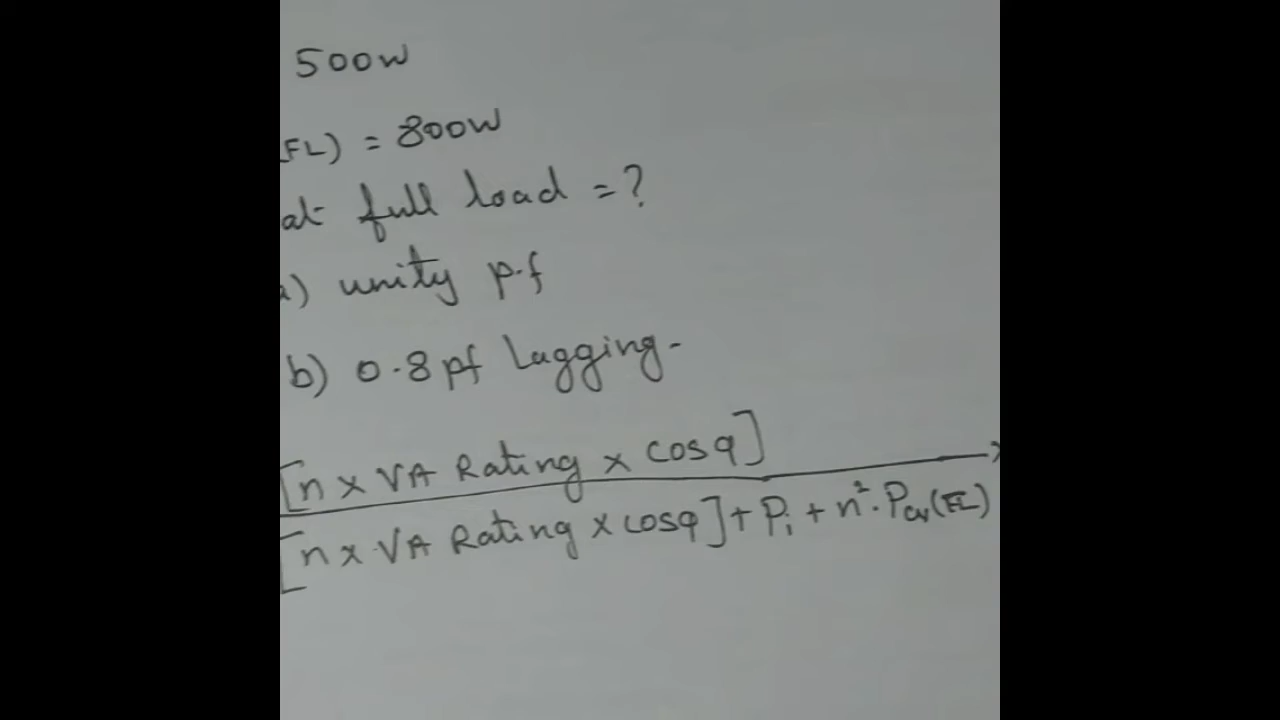 500W
FL) = 800W
at full load = ?
a) unity p.f
b) 0.8 pf Lagging.
[n x VA Rating x cosφ]
[n x VA Rating x cosφ] + Pi + n². Pcu (FL)